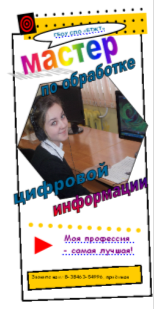 мастер
по обработке
цифровой
информации
Моя профессия
- самая лучшая!